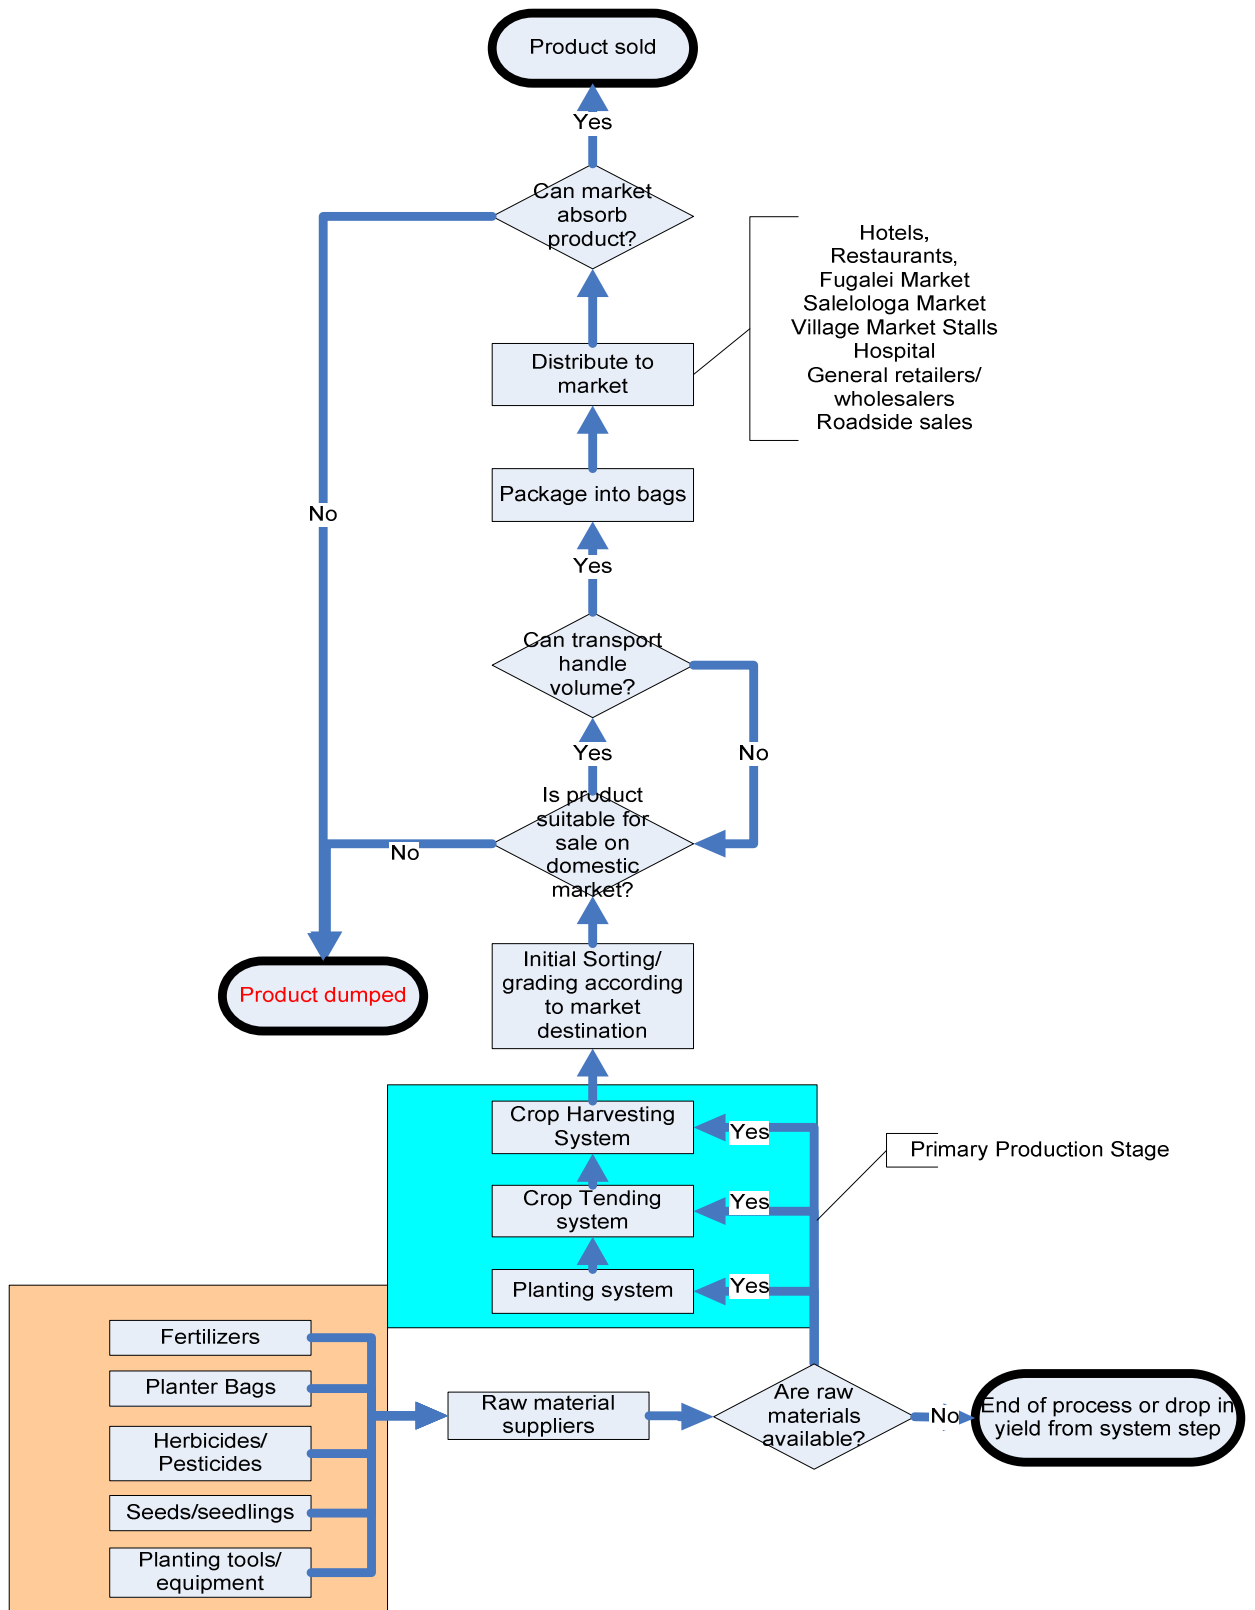 Product sold
Yes
Can market
absorb
product?
Hotels,
Restaurants,
Fugalei Market
Salelologa Market
Village Market Stalls
Hospital
General retailers/
wholesalers
Roadside sales
Distribute to
market
Package into bags
No
Yes
Can transport
handle
volume?
Yes
No
Is product
suitable for
sale on
domestic
market?
No
Initial Sorting/
grading according
to market
destination
Product dumped
Crop Harvesting
System
Yes
Primary Production Stage
Crop Tending
system
Yes
Planting system
Yes
Fertilizers
Planter Bags
Herbicides/
Pesticides
Seeds/seedlings
Planting tools/
equipment
Raw material
suppliers
Are raw
materials
available?
No
End of process or drop in
yield from system step